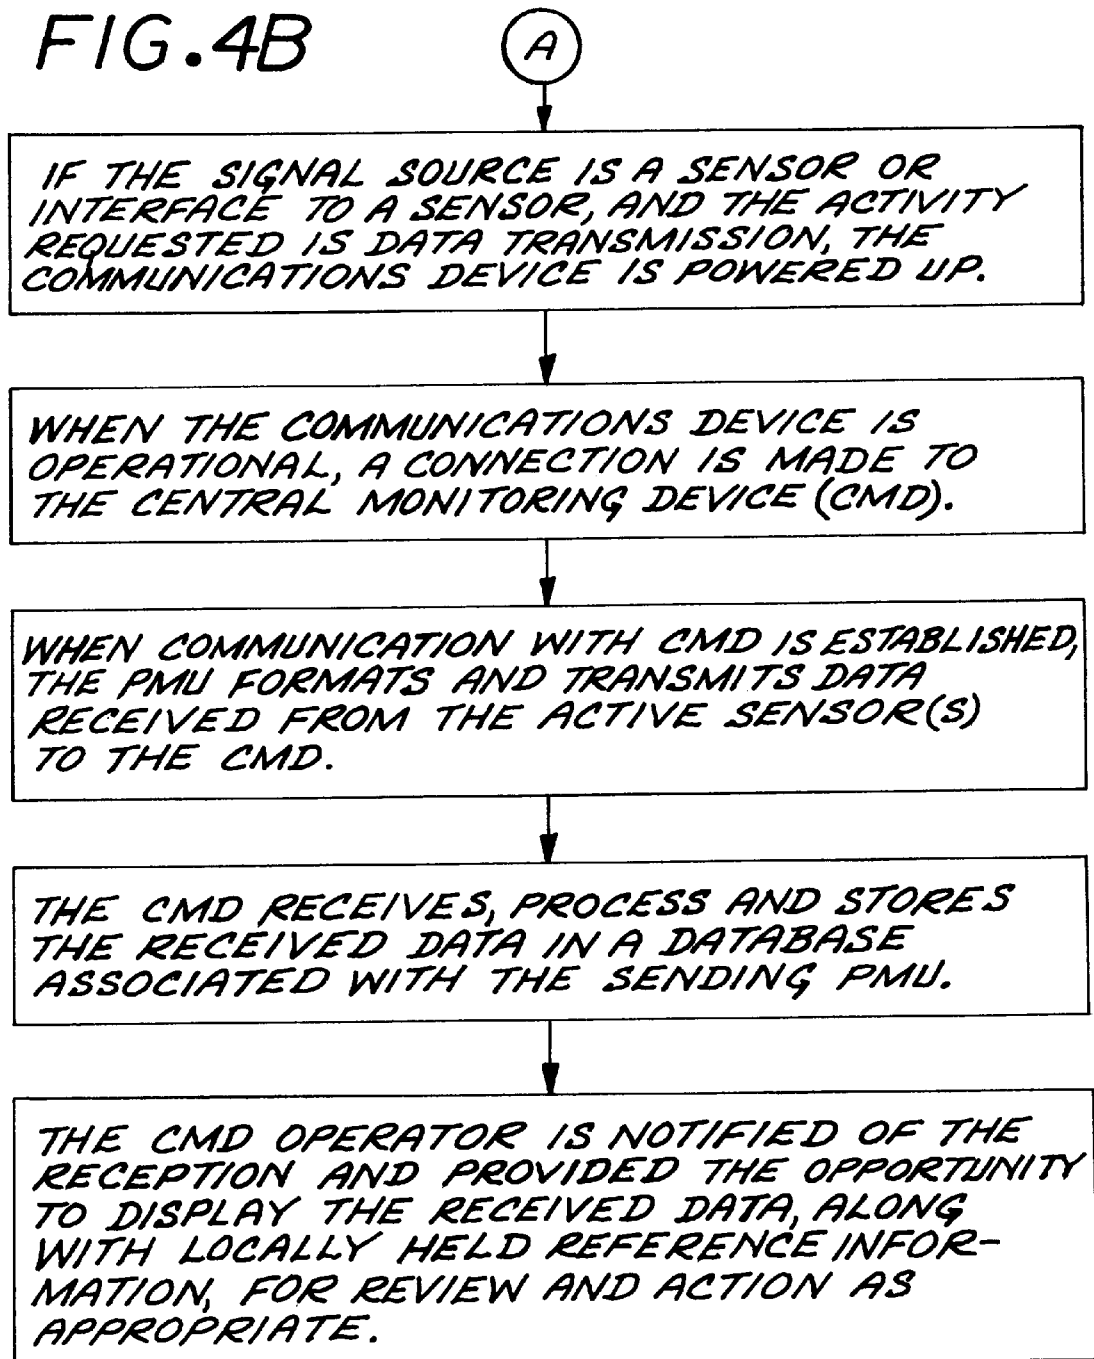 FIG. 4B
A
IF THE SIGNAL SOURCE IS A SENSOR OR
INTERFACE TO A SENSOR, AND THE ACTIVITY
REQUESTED IS DATA TRANSMISSION, THE
COMMUNICATIONS DEVICE IS POWERED UP.
WHEN THE COMMUNICATIONS DEVICE IS
OPERATIONAL, A CONNECTION IS MADE TO
THE CENTRAL MONITORING DEVICE (CMD).
WHEN COMMUNICATION WITH CMD IS ESTABLISHED,
THE PMU FORMATS AND TRANSMITS DATA
RECEIVED FROM THE ACTIVE SENSOR(S)
TO THE CMD.
THE CMD RECEIVES, PROCESS AND STORES
THE RECEIVED DATA IN A DATABASE
ASSOCIATED WITH THE SENDING PMU.
THE CMD OPERATOR IS NOTIFIED OF THE
RECEPTION AND PROVIDED THE OPPORTUNITY
TO DISPLAY THE RECEIVED DATA, ALONG
WITH LOCALLY HELD REFERENCE INFOR-
MATION, FOR REVIEW AND ACTION AS
APPROPRIATE.